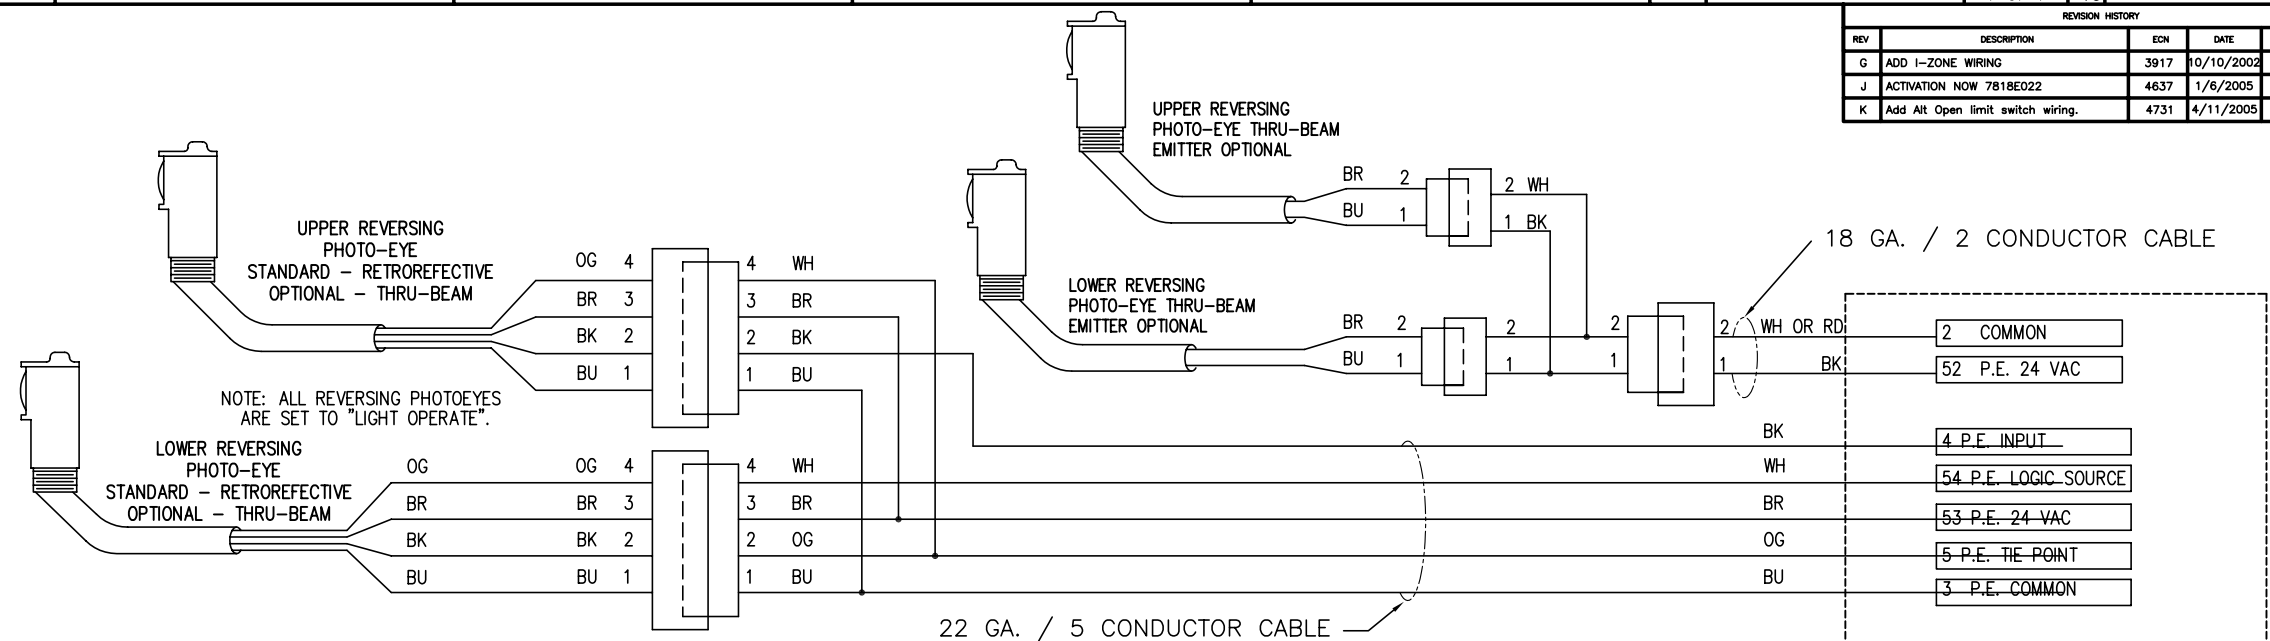 REVISION HISTORY
REV DESCRIPTION ECN DATE
G ADD I-ZONE WIRING 3917 10/10/2002
J ACTIVATION NOW 7818E022 4637 1/6/2005
K Add Alt Open limit switch wiring. 4731 4/11/2005
UPPER REVERSING
PHOTO-EYE THRU-BEAM
EMITTER OPTIONAL
BR 2 2 WH
BU 1 1 BK
18 GA. / 2 CONDUCTOR CABLE
UPPER REVERSING
PHOTO-EYE
STANDARD - RETROREFECTIVE
OPTIONAL - THRU-BEAM
OG 4 4 WH
BR 3 3 BR
BK 2 2 BK
BU 1 1 BU
LOWER REVERSING
PHOTO-EYE THRU-BEAM
EMITTER OPTIONAL
BR 2 2 2 2 WH OR RD
BU 1 1 1 1 BK
2 COMMON
52 P.E. 24 VAC
NOTE: ALL REVERSING PHOTOEYES
ARE SET TO "LIGHT OPERATE".
LOWER REVERSING
PHOTO-EYE
STANDARD - RETROREFECTIVE
OPTIONAL - THRU-BEAM
BK 4 P.E. INPUT
OG OG 4 4 WH WH 54 P.E. LOGIC SOURCE
BR BR 3 3 BR BR 53 P.E. 24 VAC
BK BK 2 2 OG OG 5 P.E. TIE POINT
BU BU 1 1 BU BU 3 P.E. COMMON
22 GA. / 5 CONDUCTOR CABLE